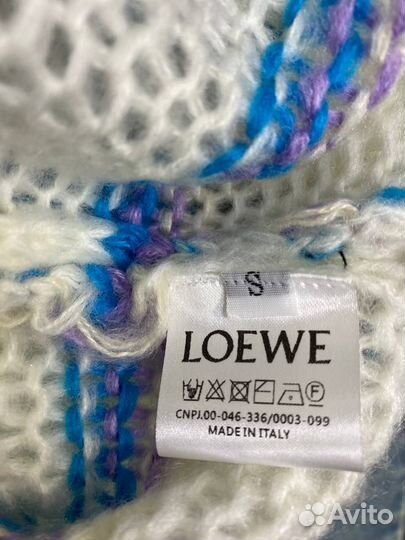 S
LOEWE
F
CNPJ.00-046-336/0003-099
MADE IN ITALY
Avito